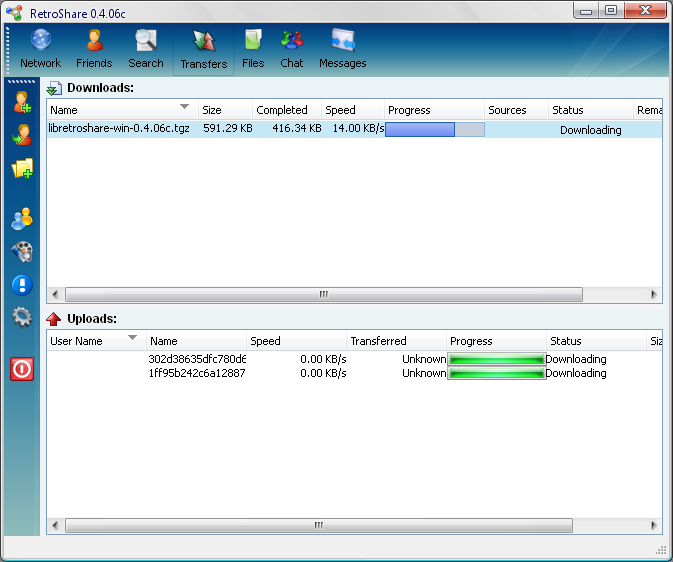 RetroShare 0.4.06c
Network Friends Search Transfers Files Chat Messages
Downloads:
Name Size Completed Speed Progress Sources Status Rema
libretroshare-win-0.4.06c.tgz 591.29 KB 416.34 KB 14.00 KB/s Downloading
Uploads:
User Name Name Speed Transferred Progress Status Siz
302d38635dfc780d6 0.00 KB/s Unknown Downloading
1ff95b242c6a12887 0.00 KB/s Unknown Downloading